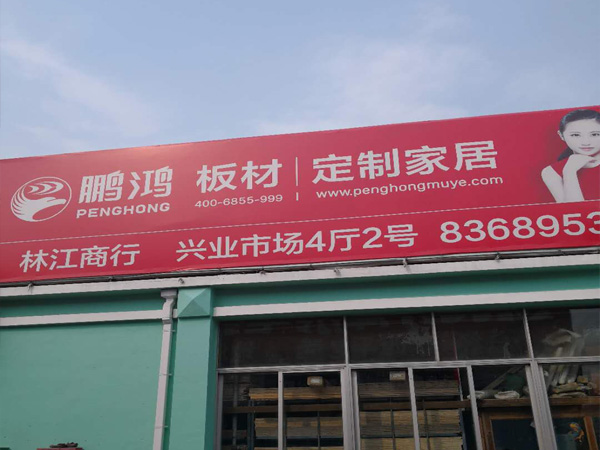 鹏鸿 板材 | 定制家居
PENGHONG 400-6855-999 www.penghongmuye.com
林江商行 兴业市场4厅2号 8368953